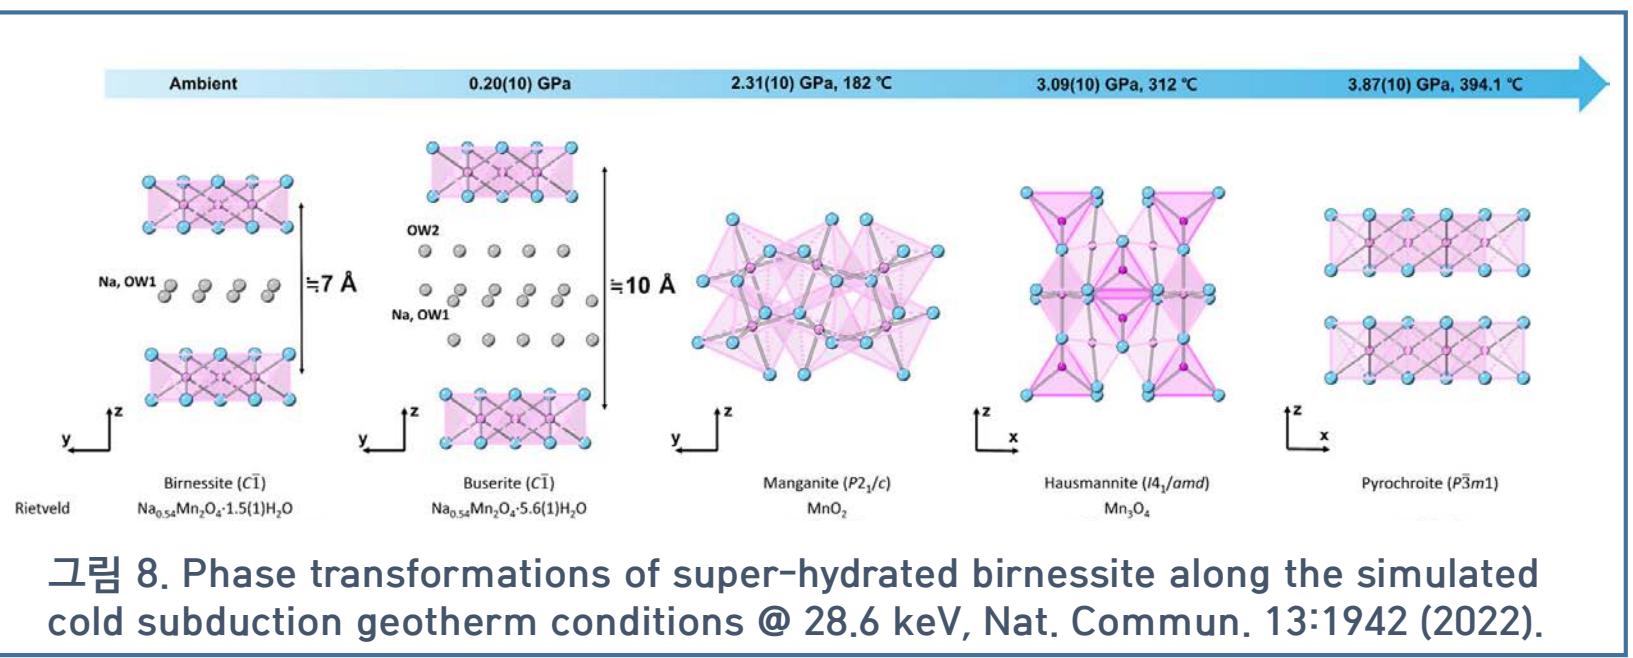 Ambient 0.20(10) GPa 2.31(10) GPa, 182 ℃ 3.09(10) GPa, 312 ℃ 3.87(10) GPa, 394.1 ℃
OW2
Na, OW1 ≒7 Å ≒10 Å
Na, OW1
z z z z z
y y y x x
Birnessite (C1̅) Buserite (C1̅) Manganite (P2₁/c) Hausmannite (I4₁/amd) Pyrochroite (P3̅m1)
Rietveld Na₀.₅₄Mn₂O₄·1.5(1)H₂O Na₀.₅₄Mn₂O₄·5.6(1)H₂O MnO₂ Mn₃O₄
그림 8. Phase transformations of super-hydrated birnessite along the simulated
cold subduction geotherm conditions @ 28.6 keV, Nat. Commun. 13:1942 (2022).